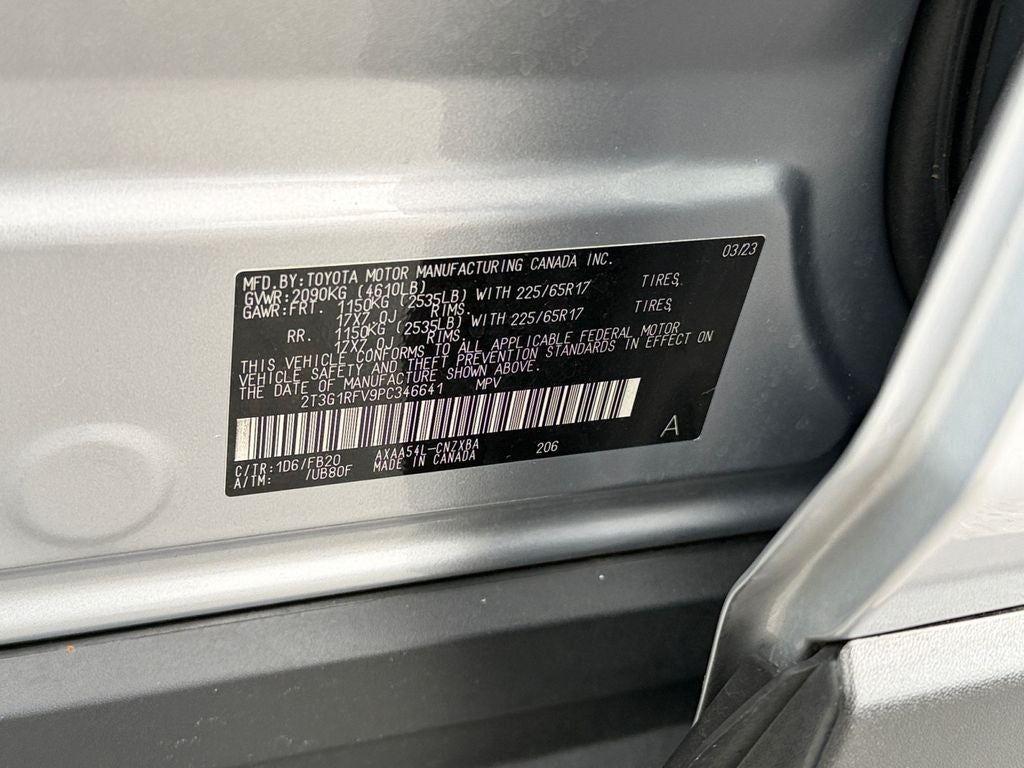 03/23
MFD.BY:TOYOTA MOTOR MANUFACTURING CANADA INC.
GVWR:2090KG (4610LB)
GAWR:FRT. 1150KG (2535LB) WITH 225/65R17 TIRES,
17X7.0J RIMS.
RR. 1150KG (2535LB) WITH 225/65R17 TIRES,
17X7.0J RIMS.
THIS VEHICLE CONFORMS TO ALL APPLICABLE FEDERAL MOTOR
VEHICLE SAFETY AND THEFT PREVENTION STANDARDS IN EFFECT ON
THE DATE OF MANUFACTURE SHOWN ABOVE.
2T3G1RFV9PC346641 MPV
C/TR:1D6/FB20 AXAA54L-CNZXBA 206 A
A/TM: /UB80F MADE IN CANADA